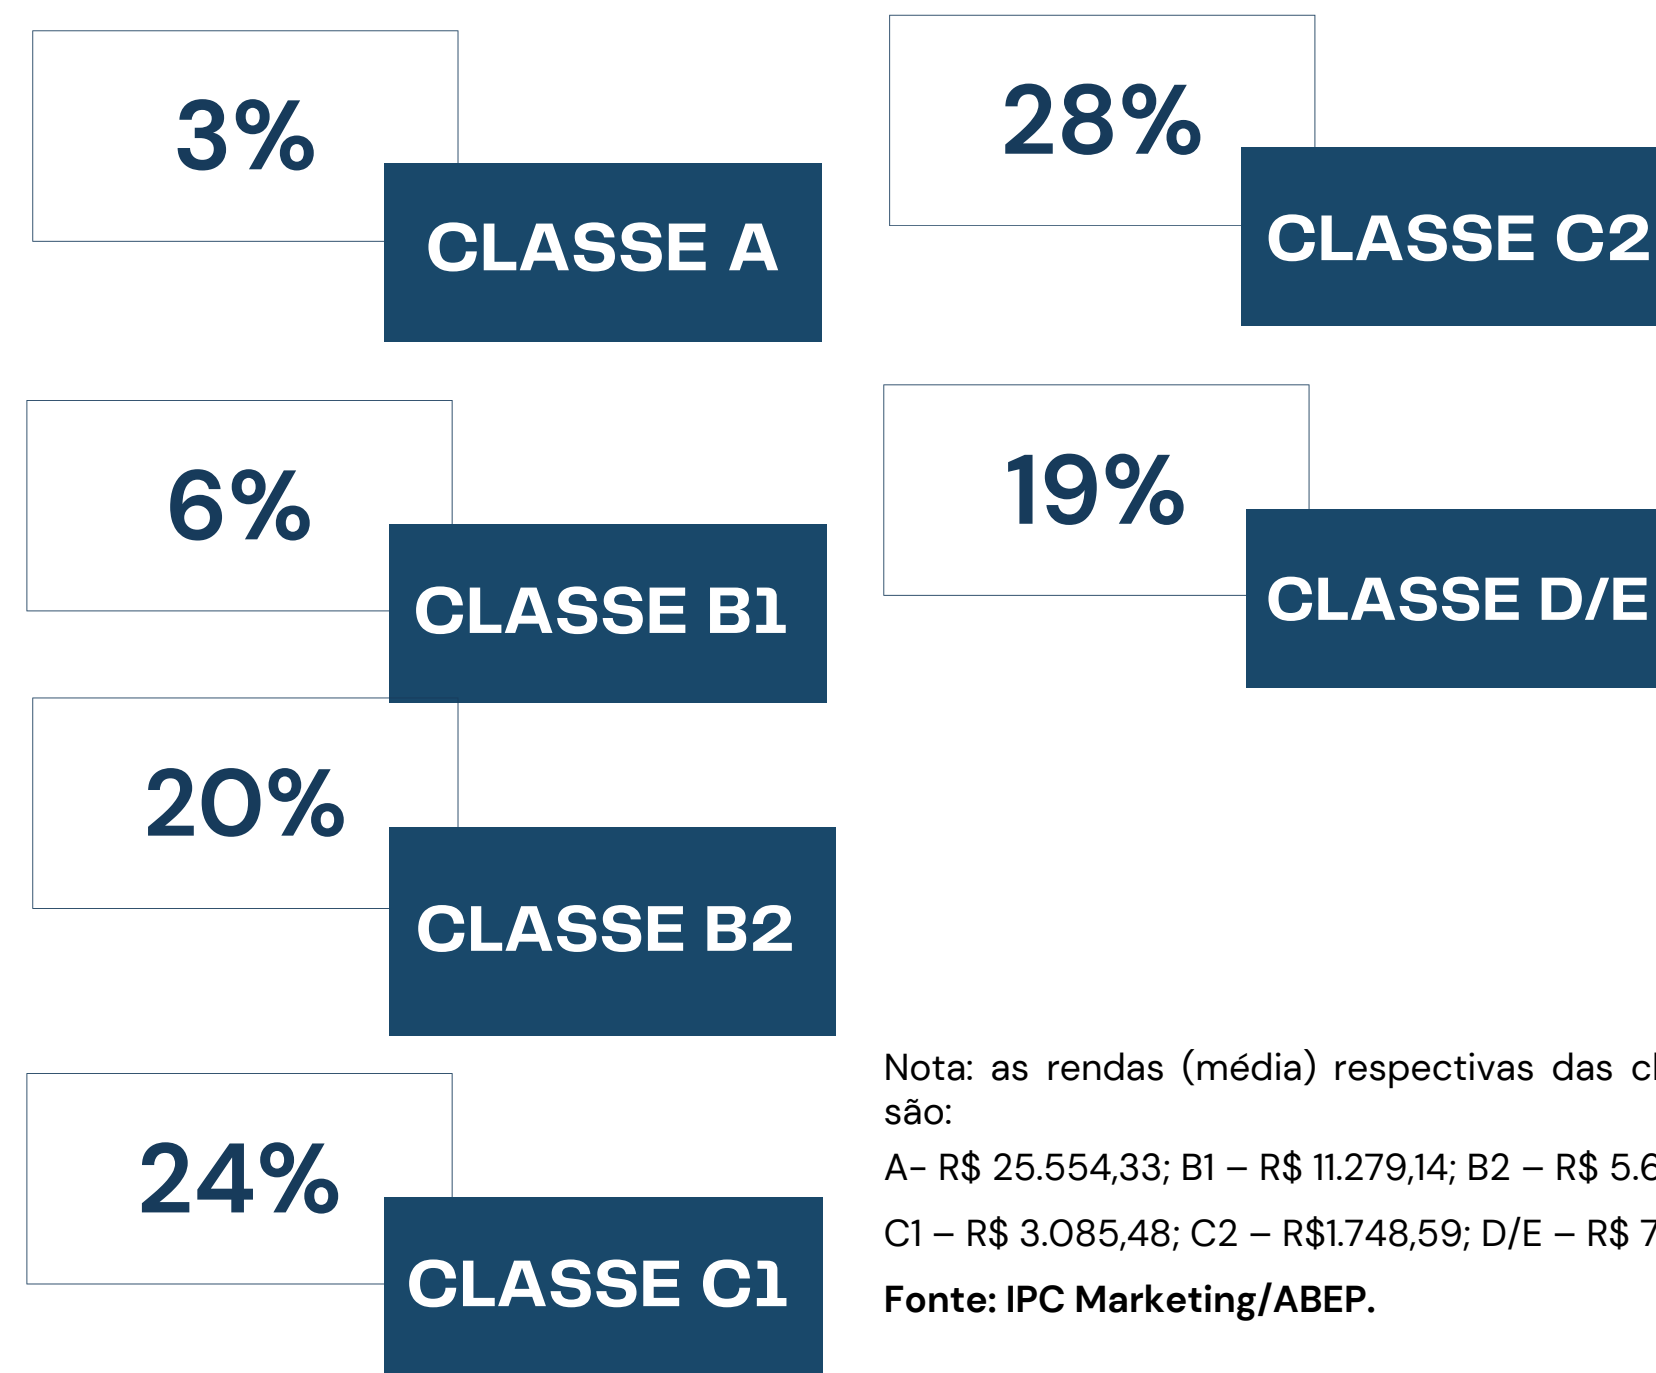 3%
CLASSE A
6%
CLASSE B1
20%
CLASSE B2
24%
CLASSE C1
28%
CLASSE C2
19%
CLASSE D/E
Nota: as rendas (média) respectivas das
são:
A- R$ 25.554,33; B1 – R$ 11.279,14; B2 – R$
C1 – R$ 3.085,48; C2 – R$1.748,59; D/E – R$
Fonte: IPC Marketing/ABEP.